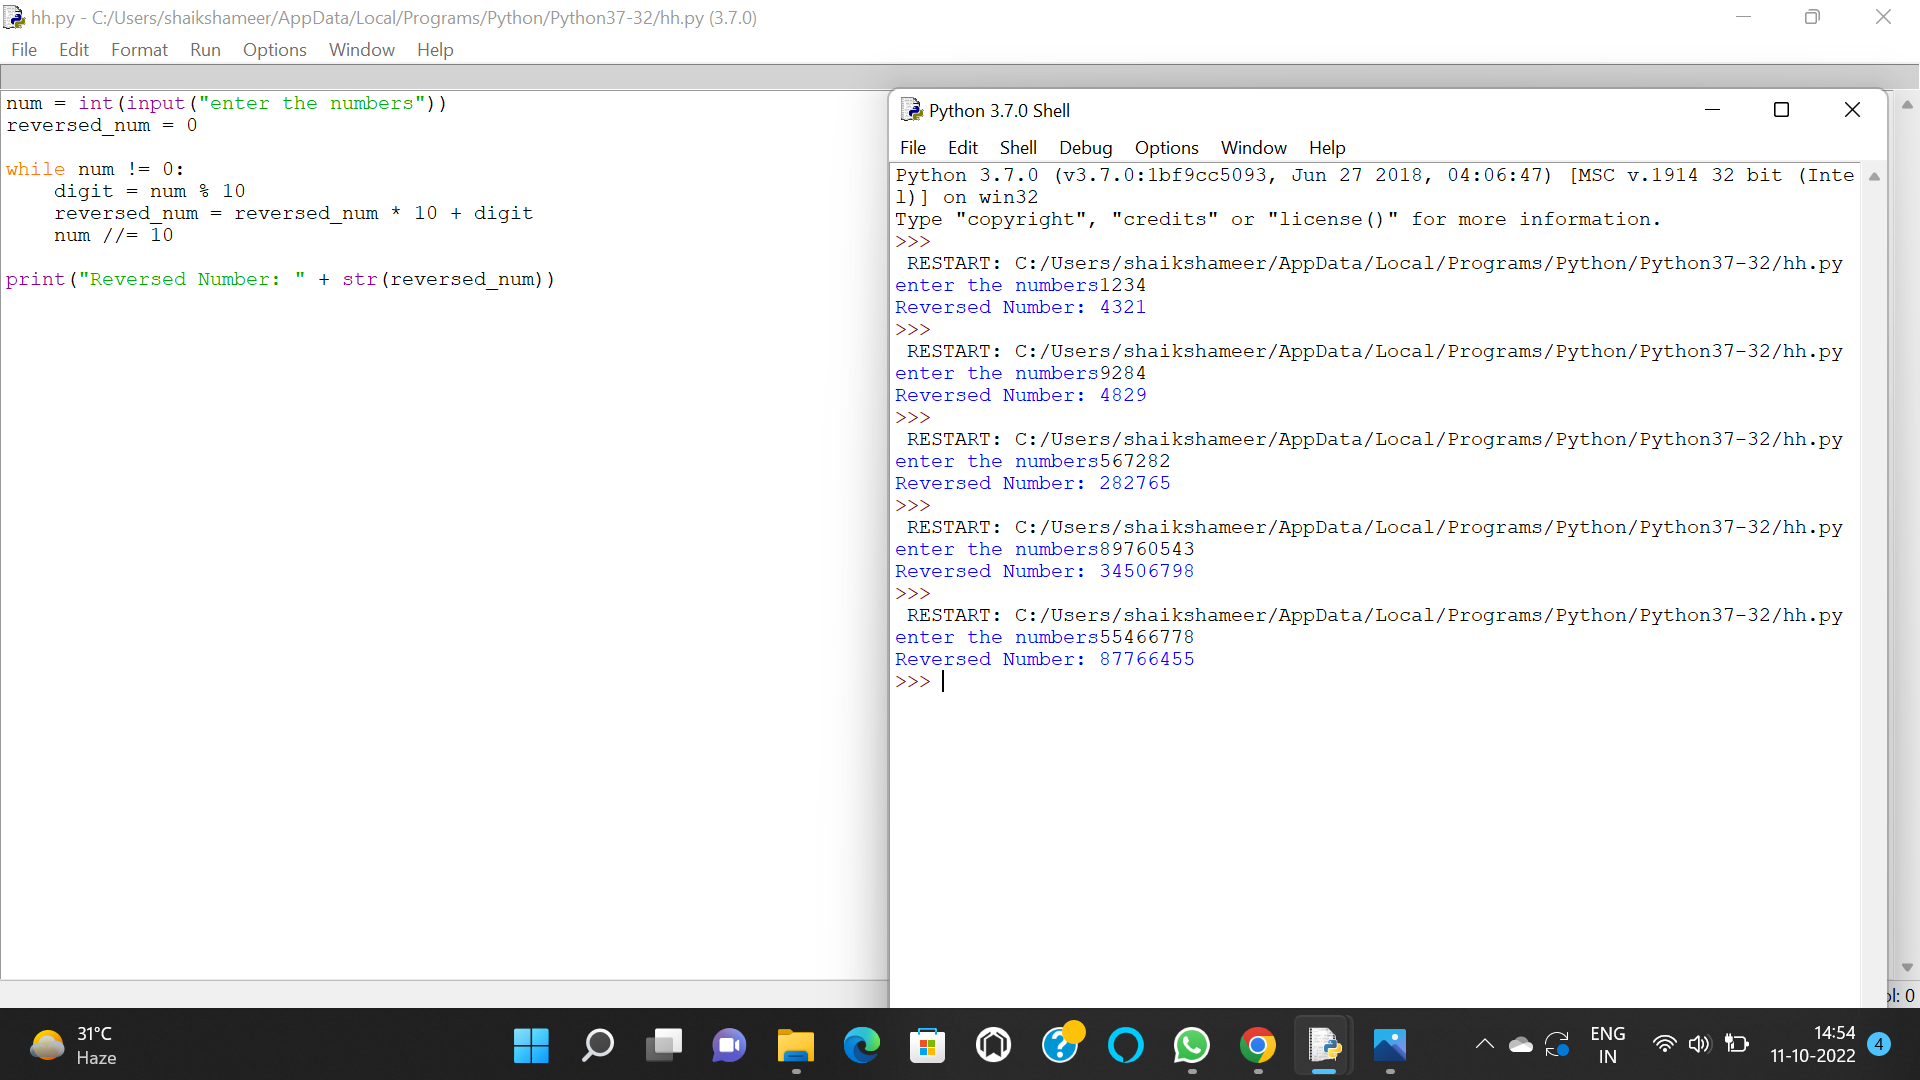 hh.py - C:/Users/shaikshameer/AppData/Local/Programs/Python/Python37-32/hh.py (3.7.0)
File Edit Format Run Options Window Help
num = int(input("enter the numbers"))
reversed_num = 0
while num != 0:
    digit = num % 10
    reversed_num = reversed_num * 10 + digit
    num //= 10
print("Reversed Number: " + str(reversed_num))
Python 3.7.0 Shell
File Edit Shell Debug Options Window Help
Python 3.7.0 (v3.7.0:1bf9cc5093, Jun 27 2018, 04:06:47) [MSC v.1914 32 bit (Inte
l)] on win32
Type "copyright", "credits" or "license()" for more information.
>>>
 RESTART: C:/Users/shaikshameer/AppData/Local/Programs/Python/Python37-32/hh.py
enter the numbers1234
Reversed Number: 4321
>>>
 RESTART: C:/Users/shaikshameer/AppData/Local/Programs/Python/Python37-32/hh.py
enter the numbers9284
Reversed Number: 4829
>>>
 RESTART: C:/Users/shaikshameer/AppData/Local/Programs/Python/Python37-32/hh.py
enter the numbers567282
Reversed Number: 282765
>>>
 RESTART: C:/Users/shaikshameer/AppData/Local/Programs/Python/Python37-32/hh.py
enter the numbers89760543
Reversed Number: 34506798
>>>
 RESTART: C:/Users/shaikshameer/AppData/Local/Programs/Python/Python37-32/hh.py
enter the numbers55466778
Reversed Number: 87766455
>>>
ol: 0
31°C
Haze
ENG
IN
14:54
11-10-2022
4